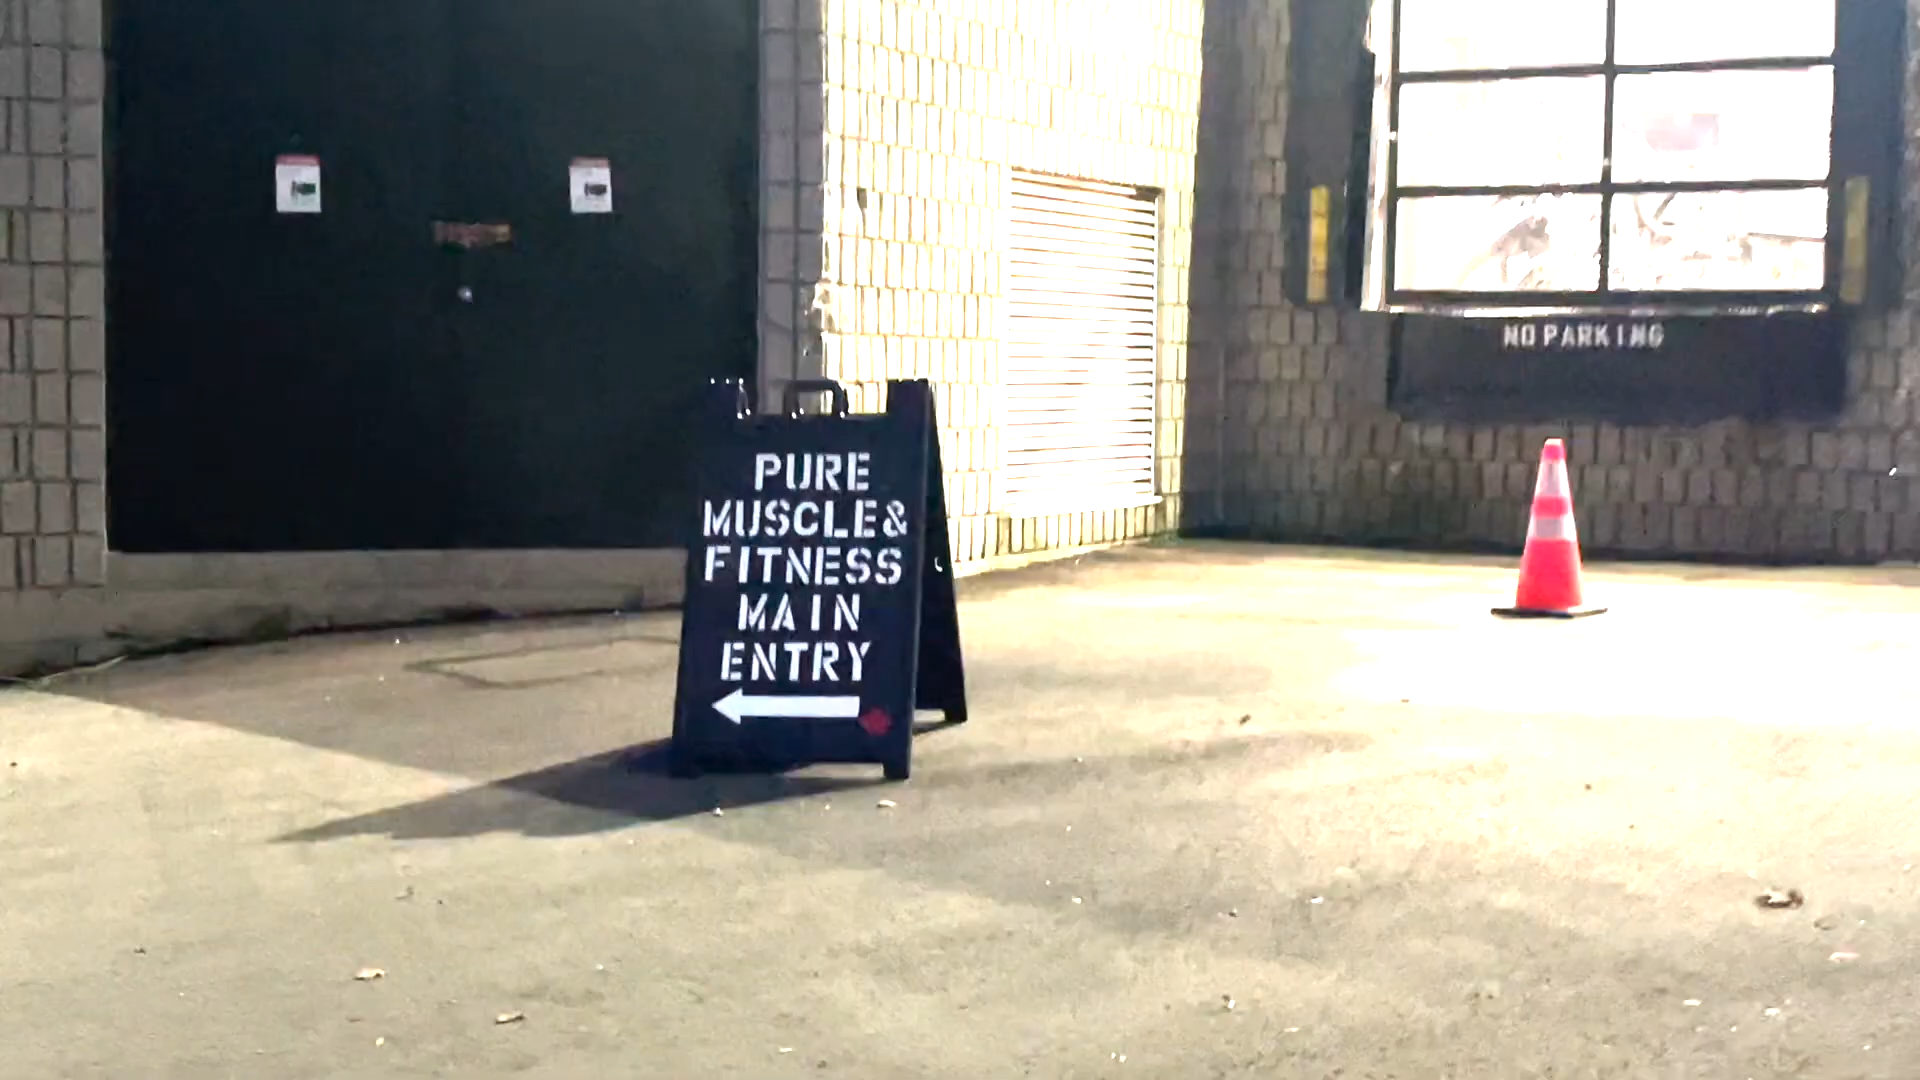 PURE
MUSCLE&
FITNESS
MAIN
ENTRY
NO PARKING